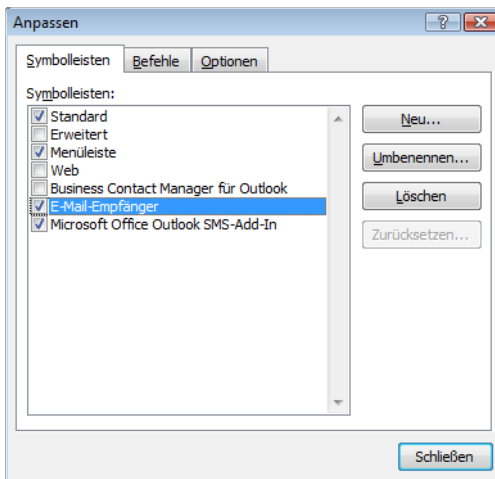 Anpassen
Symbolleisten Befehle Optionen
Symbolleisten:
Standard
Erweitert
Menüleiste
Web
Business Contact Manager für Outlook
E-Mail-Empfänger
Microsoft Office Outlook SMS-Add-In
Neu...
Umbenennen...
Löschen
Zurücksetzen...
Schließen